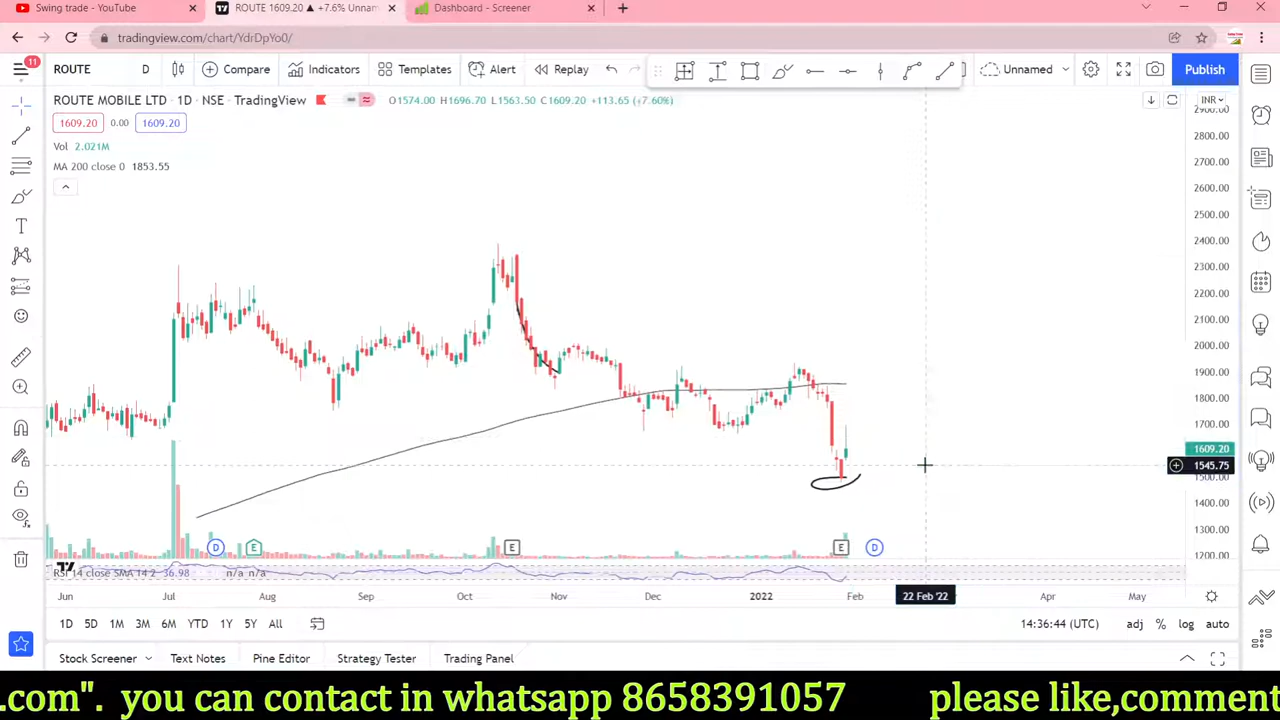 Swing trade - YouTube
ROUTE 1609.20 ▲ +7.6% Unnam
Dashboard - Screener
tradingview.com/chart/YdrDpYo0/
11
ROUTE
D
Compare
Indicators
Templates
Alert
Replay
Unnamed
Publish
ROUTE MOBILE LTD · 1D · NSE · TradingView
O1574.00 H1696.70 L1563.50 C1609.20 +113.65 (+7.60%)
INR
1609.20
0.00
1609.20
Vol 2.021M
MA 200 close 0 1853.55
2900.00
2800.00
2700.00
2600.00
2500.00
2400.00
2300.00
2200.00
2100.00
2000.00
1900.00
1800.00
1700.00
1609.20
1545.75
1500.00
1400.00
1300.00
1200.00
D
E
E
E
D
RSI 14 close SMA 14 2 36.98 n/a n/a
Jun
Jul
Aug
Sep
Oct
Nov
Dec
2022
Feb
22 Feb '22
Apr
May
1D
5D
1M
3M
6M
YTD
1Y
5Y
All
14:36:44 (UTC)
adj
%
log
auto
Stock Screener
Text Notes
Pine Editor
Strategy Tester
Trading Panel
.com". you can contact in whatsapp 8658391057 please like,comment